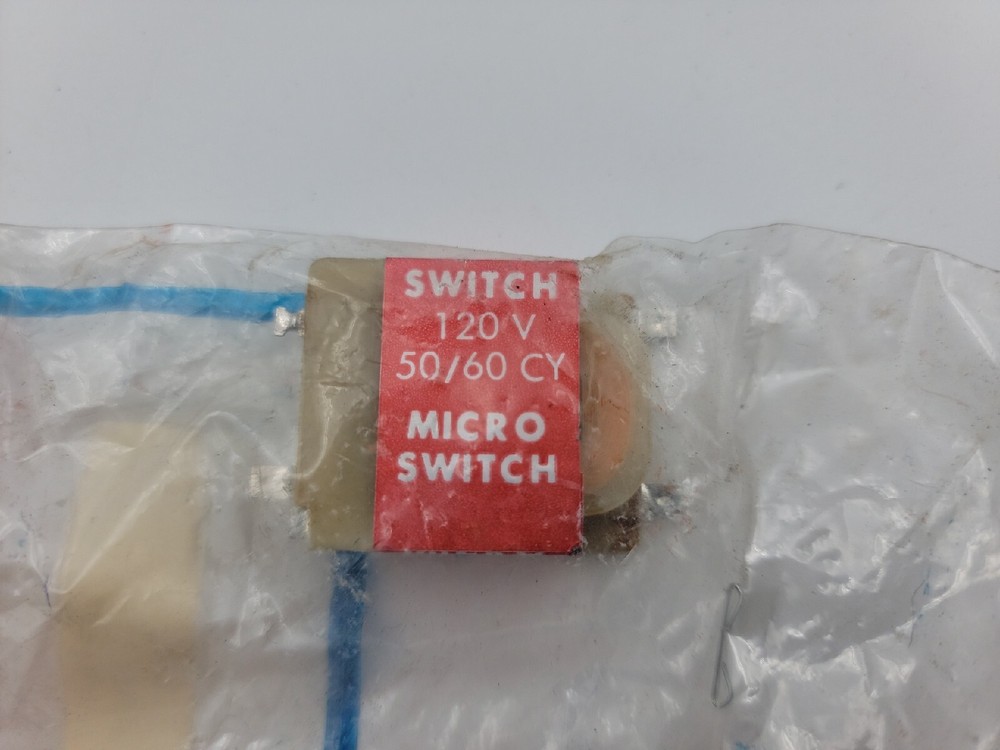 SWITCH
120 V
50/60 CY
MICRO
SWITCH